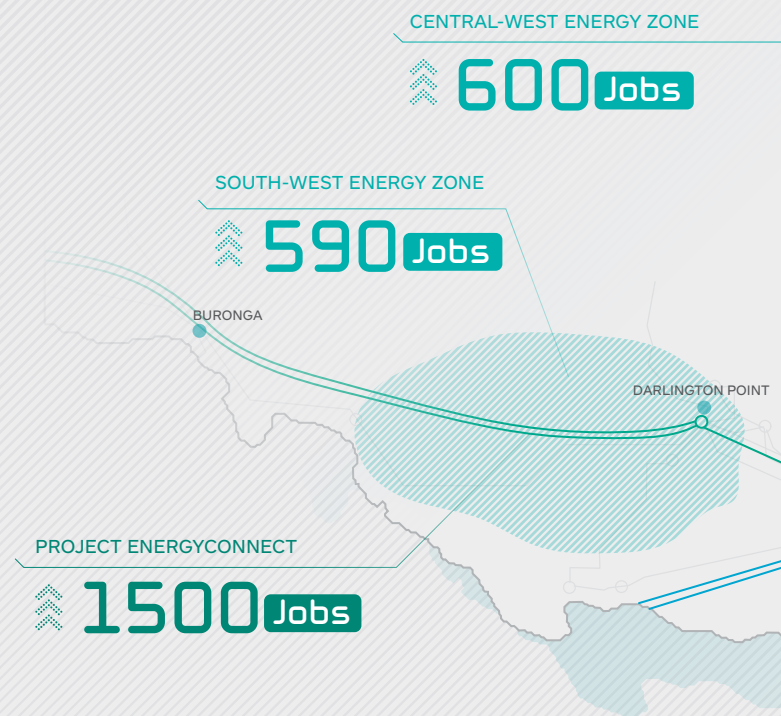 CENTRAL-WEST ENERGY ZONE
600 Jobs
SOUTH-WEST ENERGY ZONE
590 Jobs
BURONGA
DARLINGTON POINT
PROJECT ENERGYCONNECT
1500 Jobs